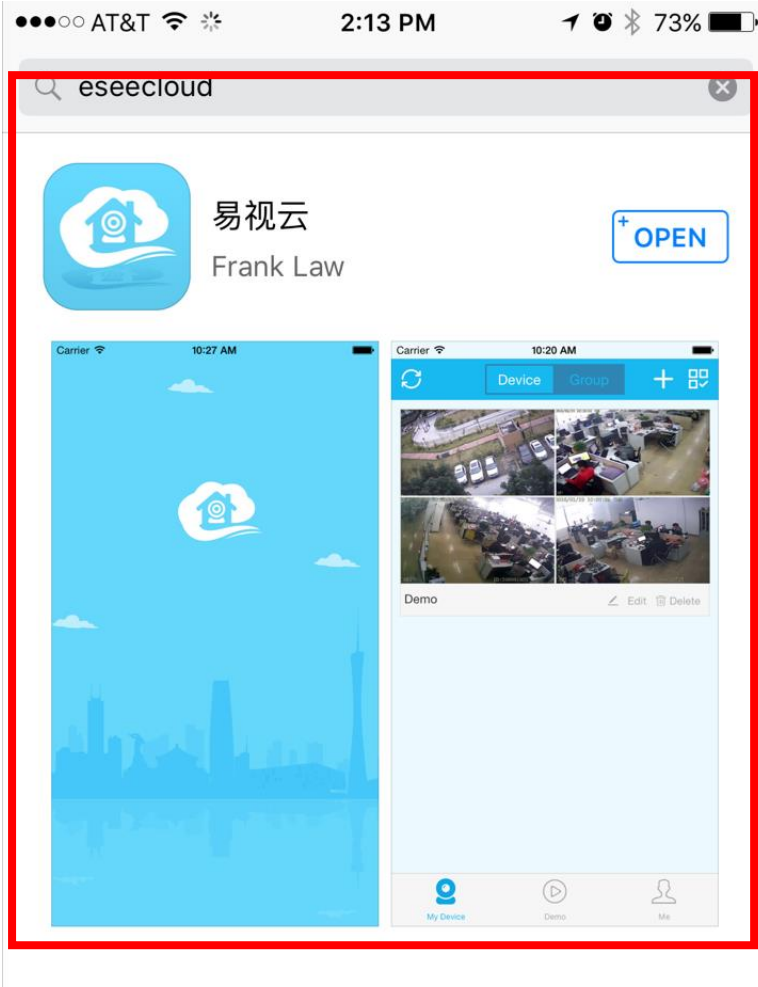 AT&T 2:13 PM 73%
eseecloud
易视云
Frank Law
+OPEN
Carrier 10:27 AM
Carrier 10:20 AM
Device Group
Demo Edit Delete
My Device Demo Me